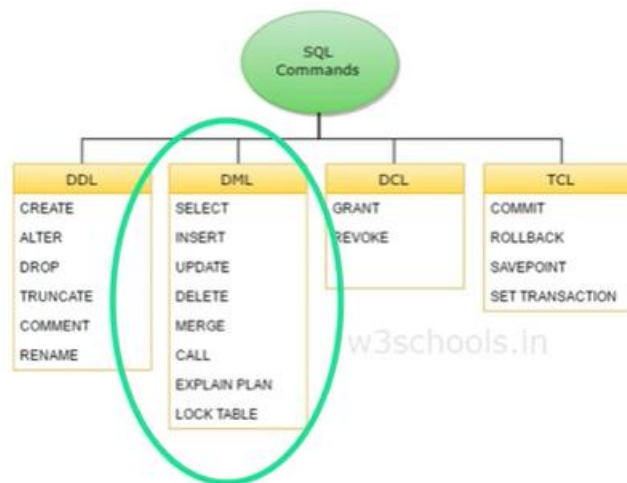 SQL
Commands
DDL
CREATE
ALTER
DROP
TRUNCATE
COMMENT
RENAME
DML
SELECT
INSERT
UPDATE
DELETE
MERGE
CALL
EXPLAIN PLAN
LOCK TABLE
DCL
GRANT
REVOKE
TCL
COMMIT
ROLLBACK
SAVEPOINT
SET TRANSACTION
w3schools.in